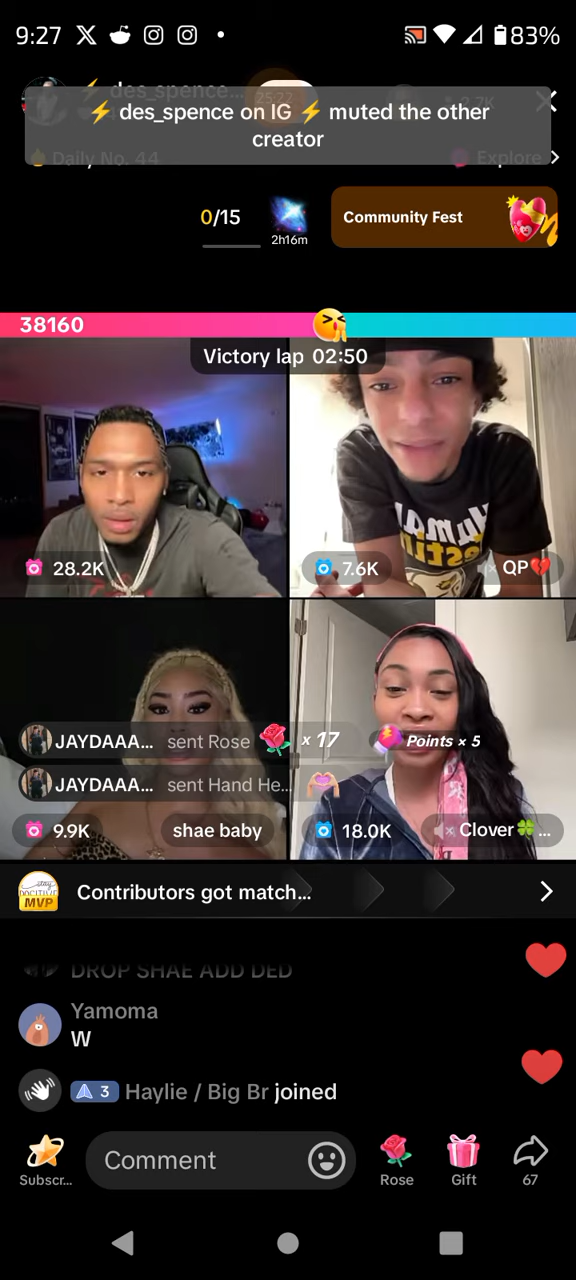 9:27
83%
⚡ des_spence...
⚡ des_spence on IG ⚡ muted the other
creator
Daily No. 44
Explore
0/15
2h16m
Community Fest
38160
Victory lap 02:50
28.2K
7.6K
QP💔
JAYDAAA... sent Rose x 17
Points × 5
JAYDAAA... sent Hand He...
9.9K
shae baby
18.0K
Clover🍀...
MVP
Contributors got match...
DROP SHAE ADD DED
Yamoma
W
3 Haylie / Big Br joined
Comment
Subscr...
Rose
Gift
67